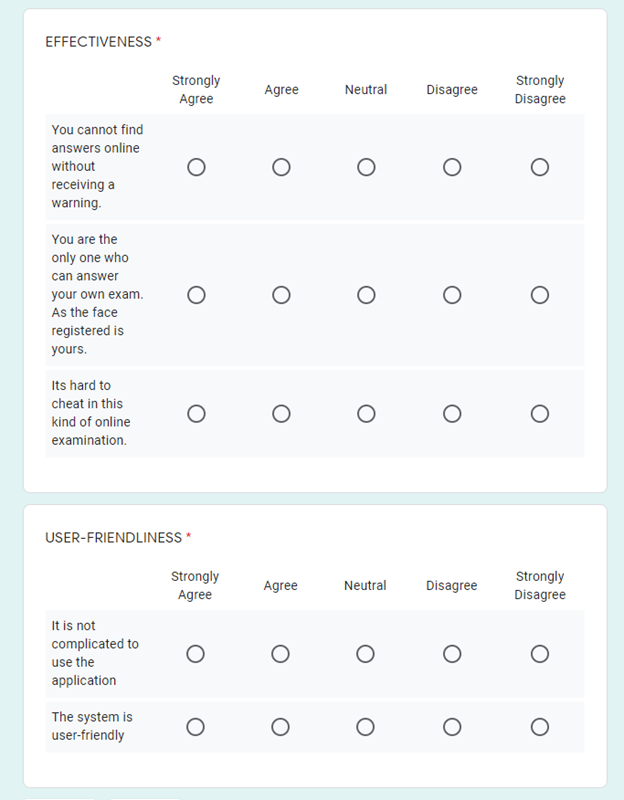 EFFECTIVENESS *
Strongly Agree Agree Neutral Disagree Strongly Disagree
You cannot find
answers online
without
receiving a
warning.
You are the
only one who
can answer
your own exam.
As the face
registered is
yours.
Its hard to
cheat in this
kind of online
examination.
USER-FRIENDLINESS *
Strongly Agree Agree Neutral Disagree Strongly Disagree
It is not
complicated to
use the
application
The system is
user-friendly